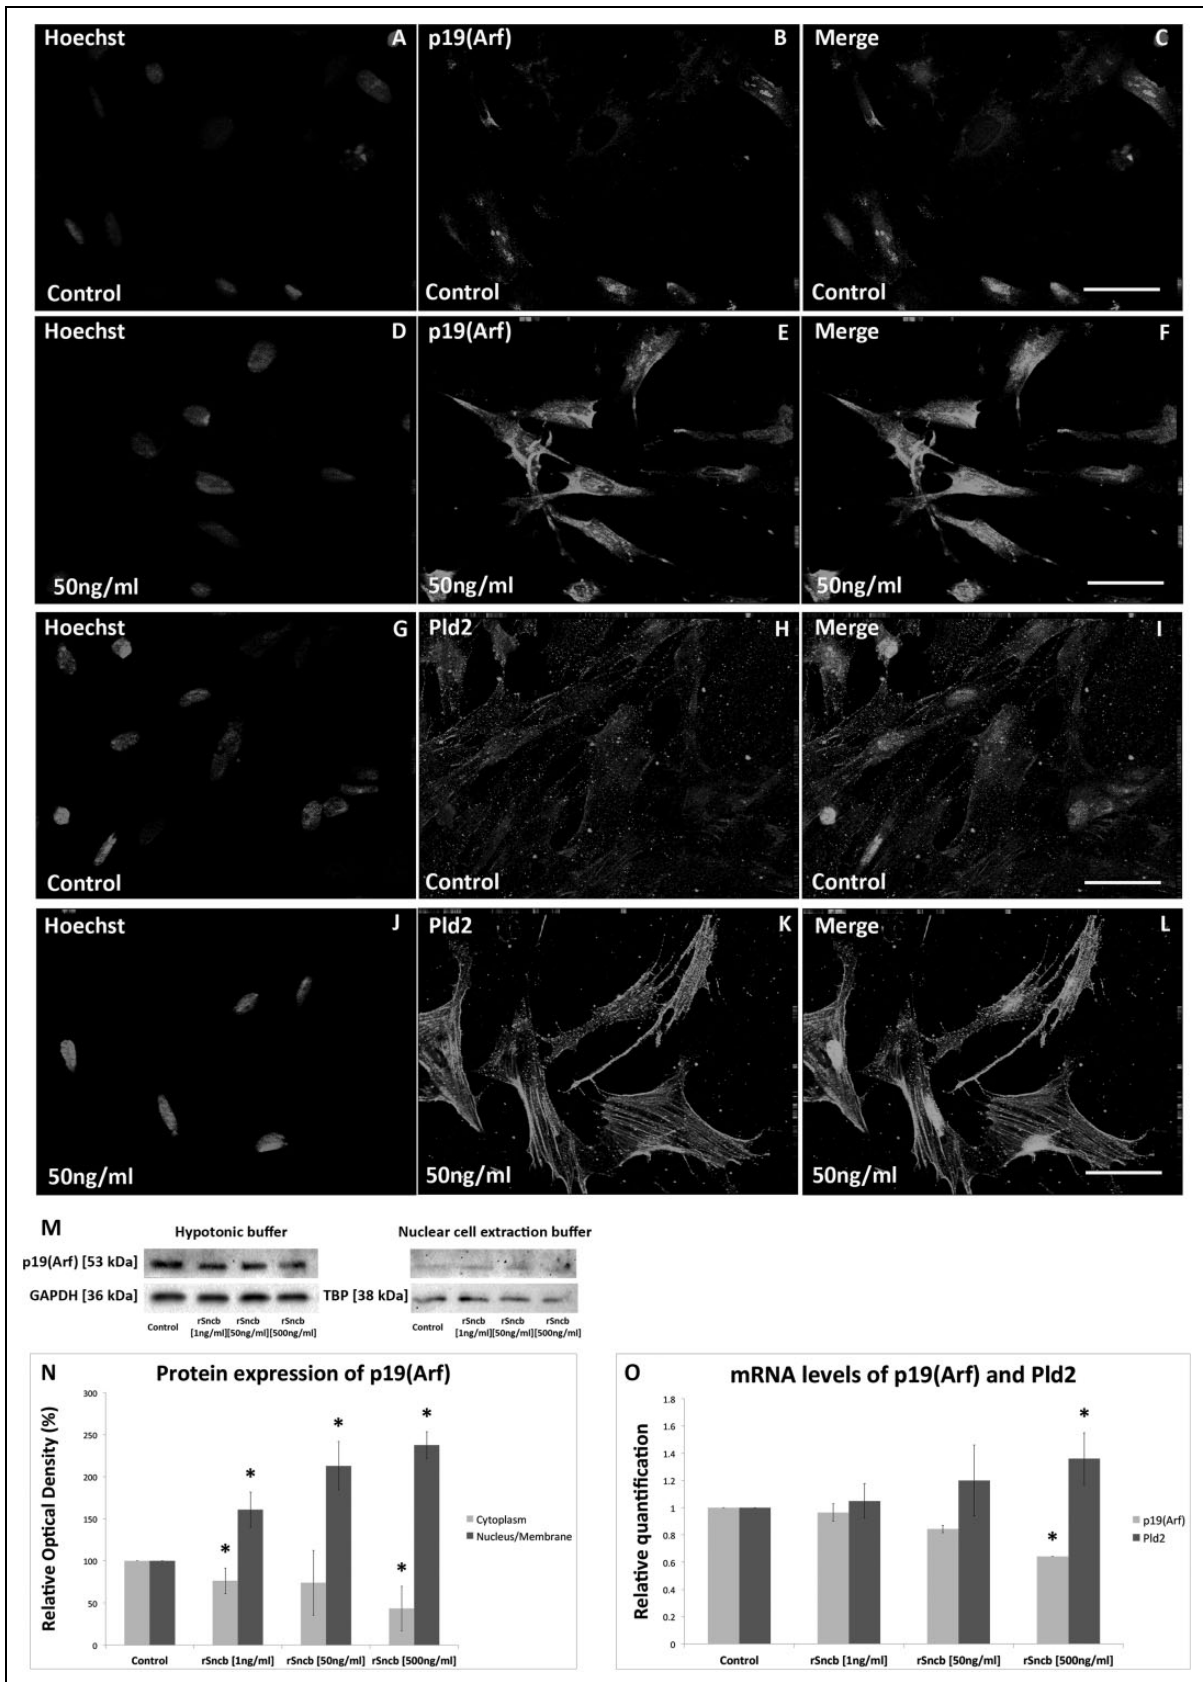 Hoechst A p19(Arf) B Merge C
Control Control Control
Hoechst D p19(Arf) E Merge F
50ng/ml 50ng/ml 50ng/ml
Hoechst G Pld2 H Merge I
Control Control Control
Hoechst J Pld2 K Merge L
50ng/ml 50ng/ml 50ng/ml
M
Hypotonic buffer Nuclear cell extraction buffer
p19(Arf) [53 kDa]
GAPDH [36 kDa] TBP [38 kDa]
Control rSncb rSncb rSncb Control rSncb rSncb rSncb
[1ng/ml] [50ng/ml] [500ng/ml] [1ng/ml] [50ng/ml] [500ng/ml]
N Protein expression of p19(Arf)
Relative Optical Density (%)
300
250
200
150
100
50
0
* * * * *
Cytoplasm
Nucleus/Membrane
Control rSncb [1ng/ml] rSncb [50ng/ml] rSncb [500ng/ml]
O mRNA levels of p19(Arf) and Pld2
Relative quantification
1.8
1.6
1.4
1.2
1
0.8
0.6
0.4
0.2
0
* *
p19(Arf)
Pld2
Control rSncb [1ng/ml] rSncb [50ng/ml] rSncb [500ng/ml]